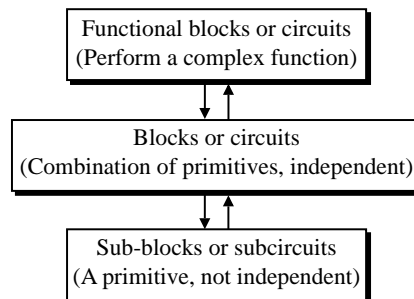 Functional blocks or circuits
(Perform a complex function)
Blocks or circuits
(Combination of primitives, independent)
Sub-blocks or subcircuits
(A primitive, not independent)